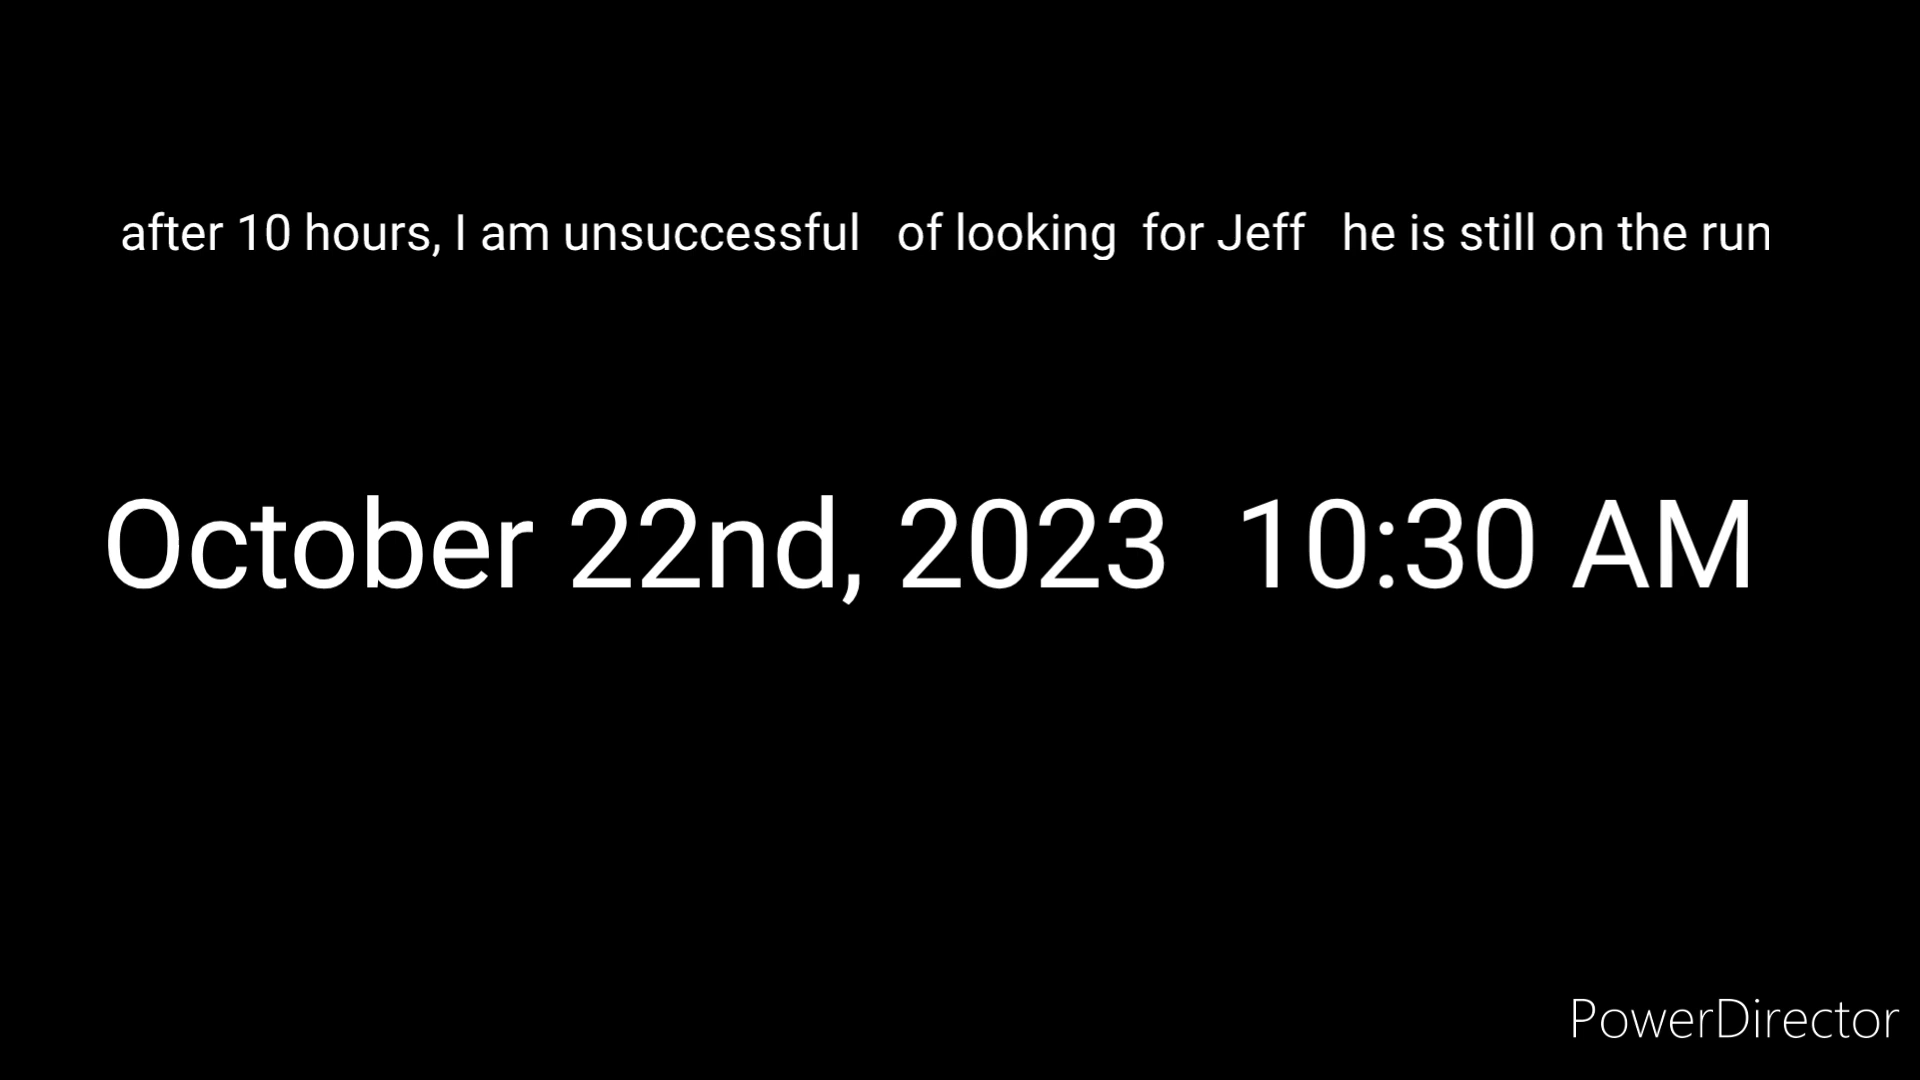 after 10 hours, I am unsuccessful   of looking  for Jeff   he is still on the run
October 22nd, 2023  10:30 AM
PowerDirector